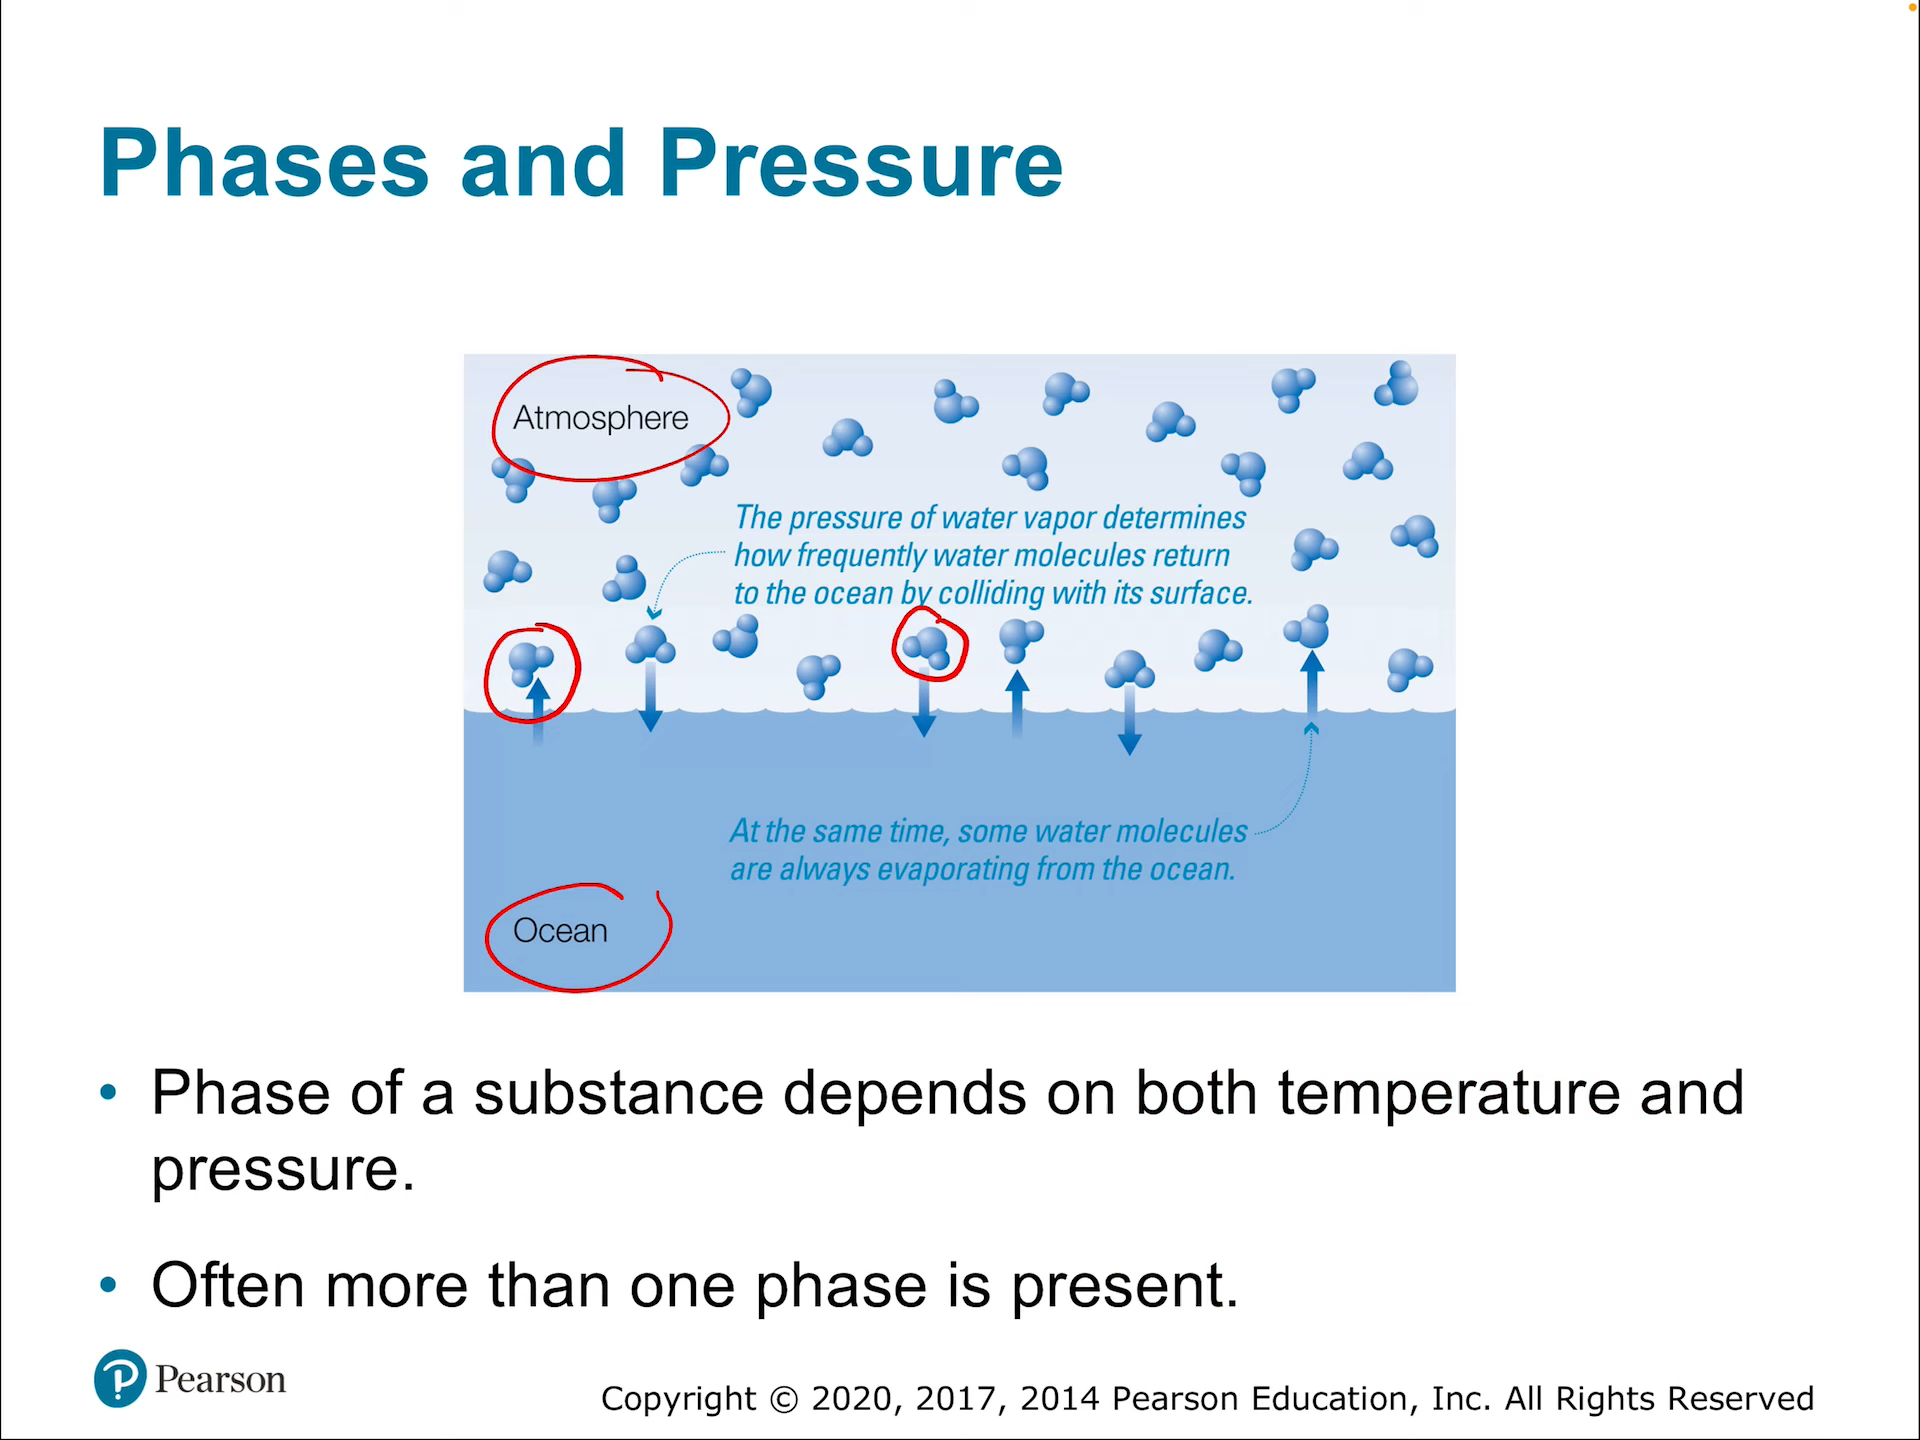 Phases and Pressure
Atmosphere
The pressure of water vapor determines
how frequently water molecules return
to the ocean by colliding with its surface.
At the same time, some water molecules
are always evaporating from the ocean.
Ocean
• Phase of a substance depends on both temperature and
pressure.
• Often more than one phase is present.
Pearson
Copyright © 2020, 2017, 2014 Pearson Education, Inc. All Rights Reserved